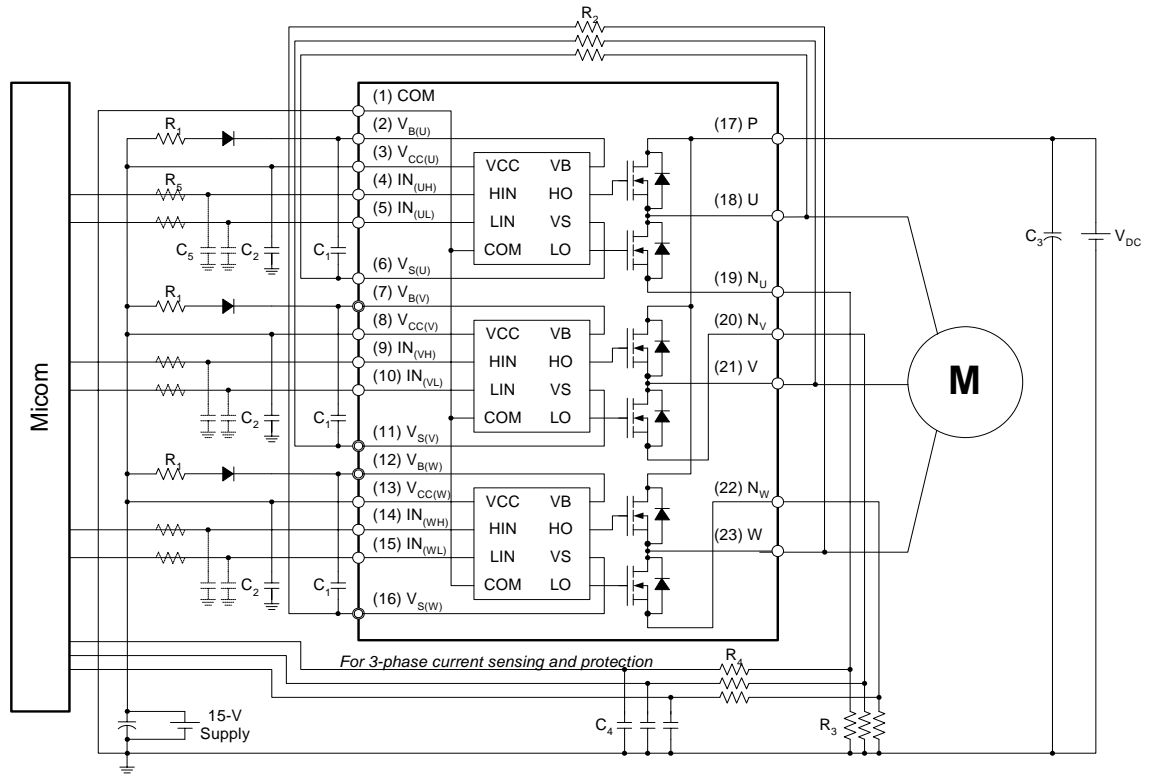 R2
(1) COM
R1
(2) VB(U)
(3) VCC(U)
R5
(4) IN(UH)
(5) IN(UL)
C5
C2
C1
(6) VS(U)
VCC
VB
HIN
HO
LIN
VS
COM
LO
(17) P
(18) U
(19) NU
C3
VDC
R1
(7) VB(V)
(8) VCC(V)
(9) IN(VH)
(10) IN(VL)
C2
C1
(11) VS(V)
VCC
VB
HIN
HO
LIN
VS
COM
LO
(20) NV
(21) V
M
Micom
R1
(12) VB(W)
(13) VCC(W)
(14) IN(WH)
(15) IN(WL)
C2
C1
(16) VS(W)
VCC
VB
HIN
HO
LIN
VS
COM
LO
(22) NW
(23) W
For 3-phase current sensing and protection
R4
15-V
Supply
C4
R3